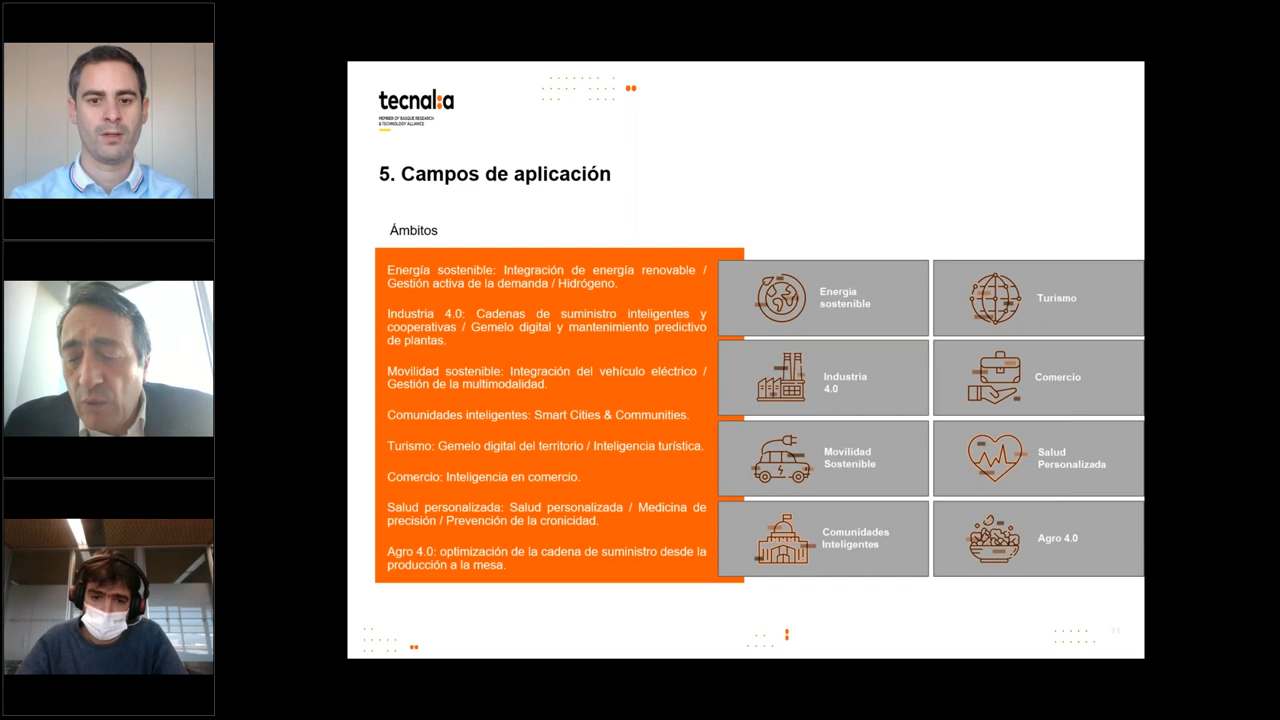 tecnal:a
MEMBER OF BASQUE RESEARCH
& TECHNOLOGY ALLIANCE
5. Campos de aplicación
Ámbitos
Energía sostenible: Integración de energía renovable /
Gestión activa de la demanda / Hidrógeno.
Industria 4.0: Cadenas de suministro inteligentes y
cooperativas / Gemelo digital y mantenimiento predictivo
de plantas.
Movilidad sostenible: Integración del vehículo eléctrico /
Gestión de la multimodalidad.
Comunidades inteligentes: Smart Cities & Communities.
Turismo: Gemelo digital del territorio / Inteligencia turística.
Comercio: Inteligencia en comercio.
Salud personalizada: Salud personalizada / Medicina de
precisión / Prevención de la cronicidad.
Agro 4.0: optimización de la cadena de suministro desde la
producción a la mesa.
Energía
sostenible
Turismo
Industria
4.0
Comercio
Movilidad
Sostenible
Salud
Personalizada
Comunidades
Inteligentes
Agro 4.0